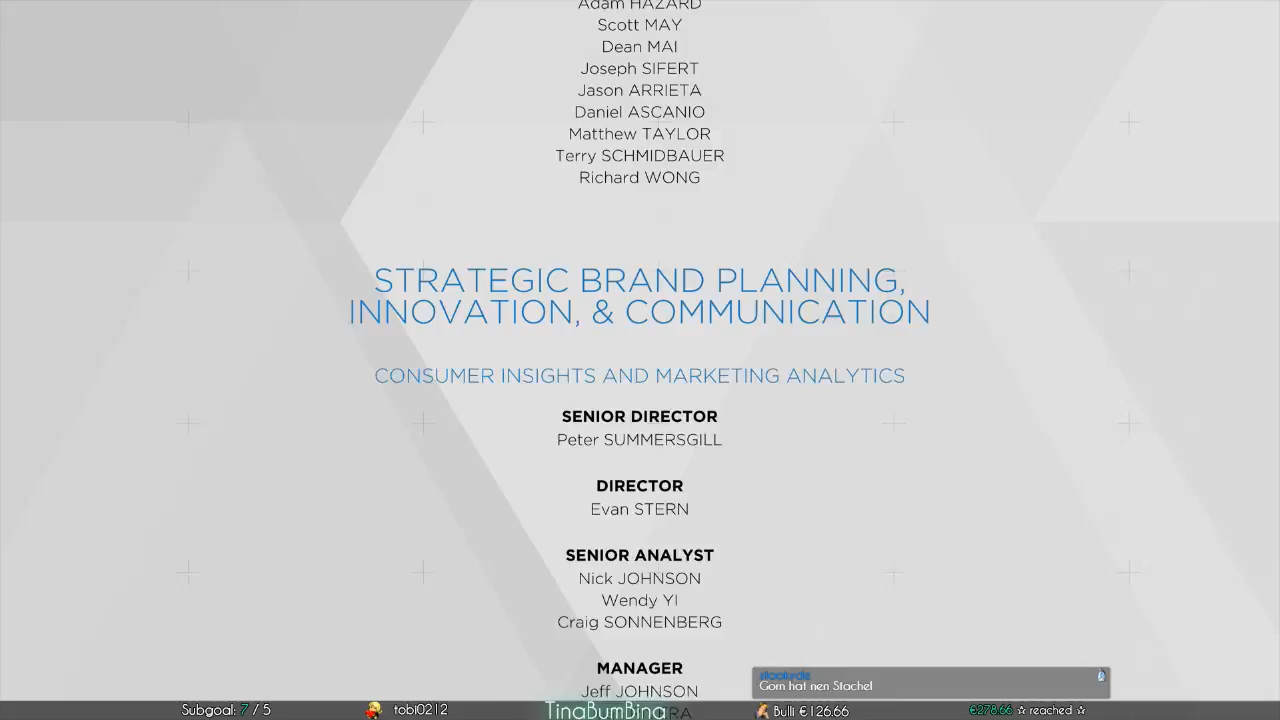 Adam HAZARD
Scott MAY
Dean MAI
Joseph SIFERT
Jason ARRIETA
Daniel ASCANIO
Matthew TAYLOR
Terry SCHMIDBAUER
Richard WONG
STRATEGIC BRAND PLANNING,
INNOVATION, & COMMUNICATION
CONSUMER INSIGHTS AND MARKETING ANALYTICS
SENIOR DIRECTOR
Peter SUMMERSGILL
DIRECTOR
Evan STERN
SENIOR ANALYST
Nick JOHNSON
Wendy YI
Craig SONNENBERG
MANAGER
Jeff JOHNSON
Gorn hat nen Stachel
Subgoal: 7 / 5
tobi0212
TinaBumBina
Bulli €126.66
€278.66 ☆ reached ☆